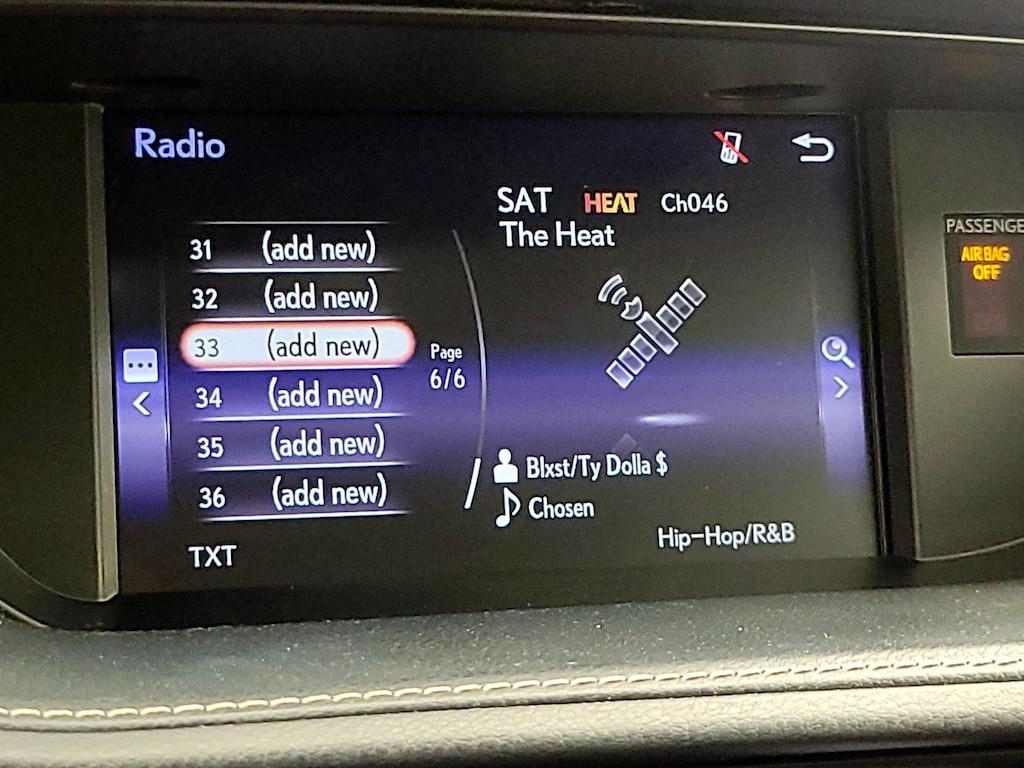 Radio
SAT HEAT Ch046
The Heat
31 (add new)
32 (add new)
33 (add new)
34 (add new)
35 (add new)
36 (add new)
Page
6/6
Blxst/Ty Dolla $
Chosen
Hip-Hop/R&B
TXT
PASSENGE
AIR BAG
OFF